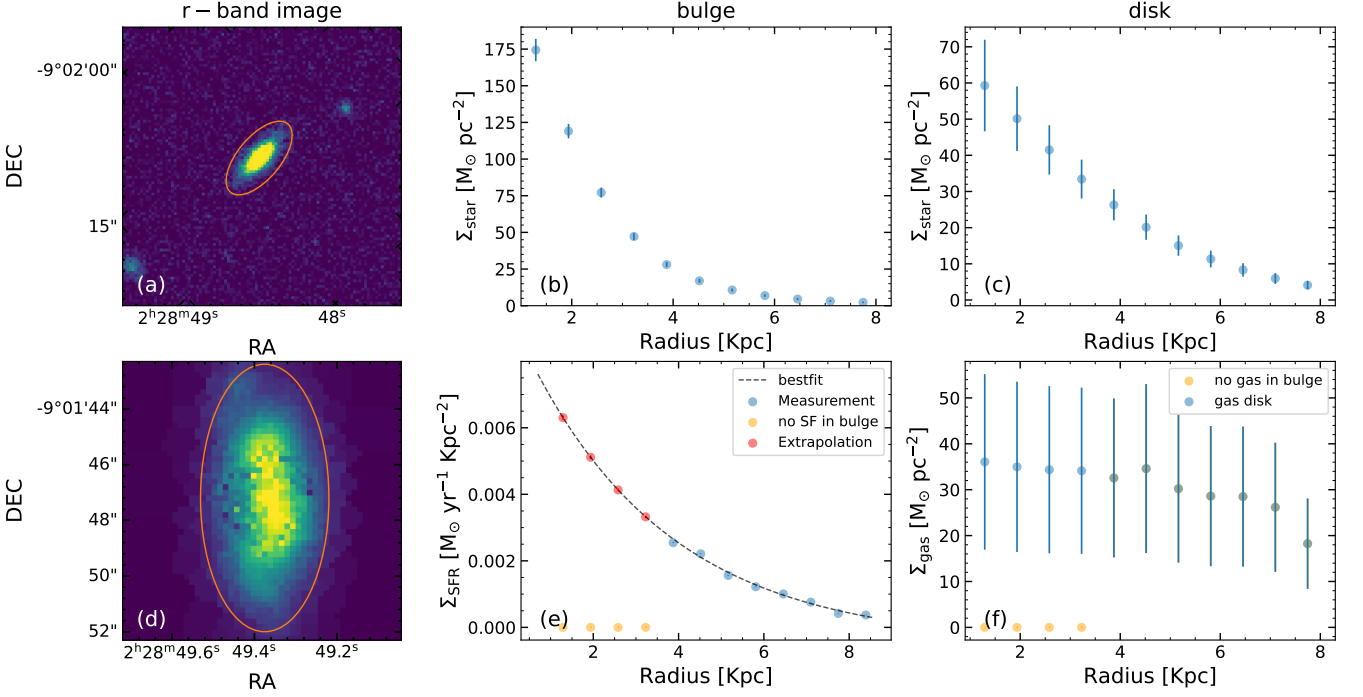 r − band image
DEC
-9°02'00"
15"
(a)
2ʰ28ᵐ49ˢ
48ˢ
RA
bulge
Σstar [M⊙ pc⁻²]
175
150
125
100
75
50
25
0
(b)
2
4
6
8
Radius [Kpc]
disk
Σstar [M⊙ pc⁻²]
70
60
50
40
30
20
10
0
(c)
2
4
6
8
Radius [Kpc]
DEC
-9°01'44"
46"
48"
50"
52"
(d)
2ʰ28ᵐ49.6ˢ
49.4ˢ
49.2ˢ
RA
ΣSFR [M⊙ yr⁻¹ Kpc⁻²]
0.006
0.004
0.002
0.000
bestfit
Measurement
no SF in bulge
Extrapolation
(e)
2
4
6
8
Radius [Kpc]
Σgas [M⊙ pc⁻²]
50
40
30
20
10
0
no gas in bulge
gas disk
(f)
2
4
6
8
Radius [Kpc]